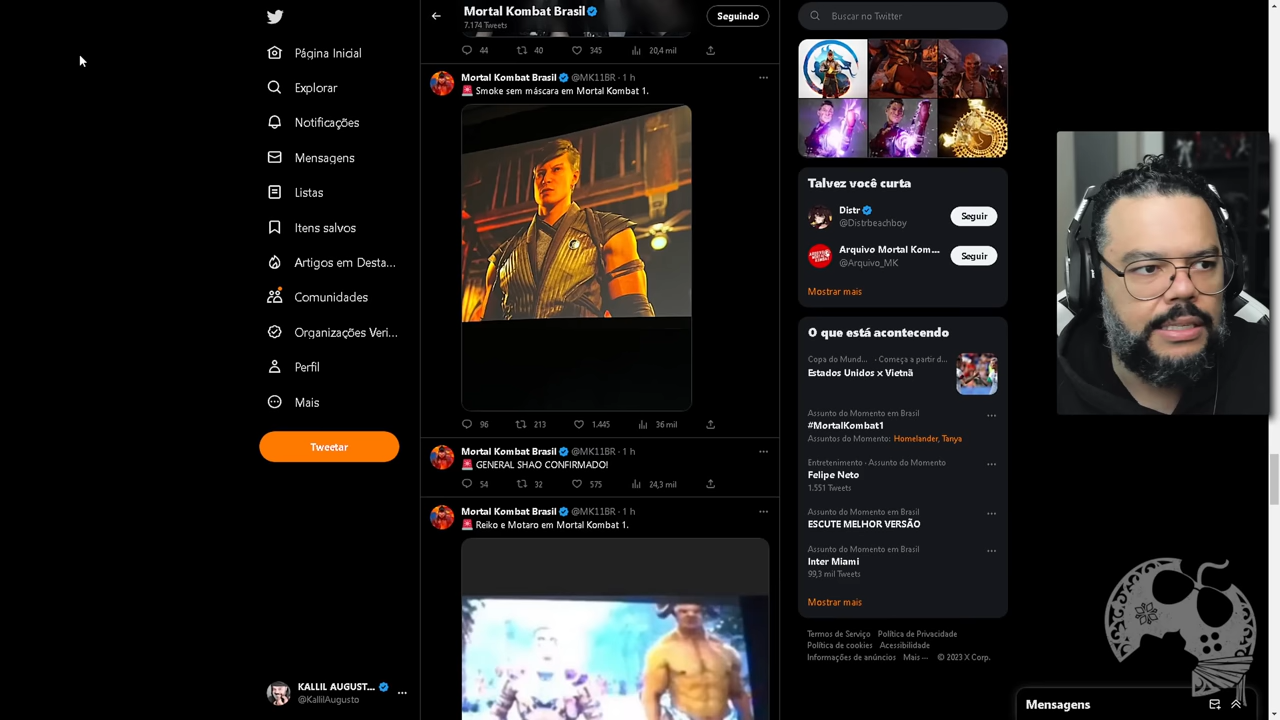 Página Inicial
Explorar
Notificações
Mensagens
Listas
Itens salvos
Artigos em Desta...
Comunidades
Organizações Veri...
Perfil
Mais
Tweetar
KALLIL AUGUST...
@KallilAugusto
Mortal Kombat Brasil
7.174 Tweets
Seguindo
44 40 345 20,4 mil
Mortal Kombat Brasil @MK11BR · 1 h
🚨 Smoke sem máscara em Mortal Kombat 1.
96 213 1.445 36 mil
Mortal Kombat Brasil @MK11BR · 1 h
🚨 GENERAL SHAO CONFIRMADO!
54 32 575 24,3 mil
Mortal Kombat Brasil @MK11BR · 1 h
🚨 Reiko e Motaro em Mortal Kombat 1.
Buscar no Twitter
Talvez você curta
Distr
@Distrbeachboy
Seguir
Arquivo Mortal Kom...
@Arquivo_MK
Seguir
Mostrar mais
O que está acontecendo
Copa do Mund... · Começa a partir d...
Estados Unidos x Vietnã
Assunto do Momento em Brasil
#MortalKombat1
Assuntos do Momento: Homelander, Tanya
Entretenimento · Assunto do Momento
Felipe Neto
1.551 Tweets
Assunto do Momento em Brasil
ESCUTE MELHOR VERSÃO
Assunto do Momento em Brasil
Inter Miami
99,3 mil Tweets
Mostrar mais
Termos de Serviço Política de Privacidade
Política de cookies Acessibilidade
Informações de anúncios Mais ··· © 2023 X Corp.
Mensagens